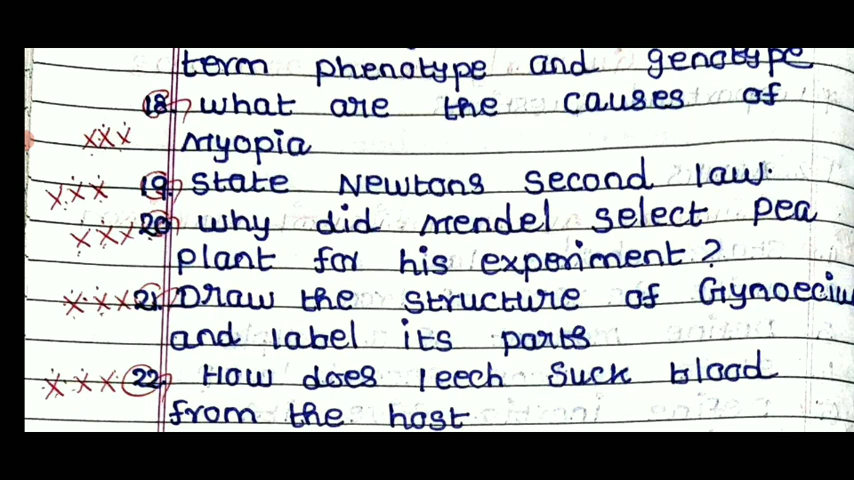 term phenotype and genotype
18. what are the causes of
xxx myopia
xxx 19. State Newtons second law.
xxx 20. why did mendel select pea
plant for his experiment?
xxx 21. Draw the structure of Gynoeciu
and label its parts
xxx 22. How does leech suck blood
from the host